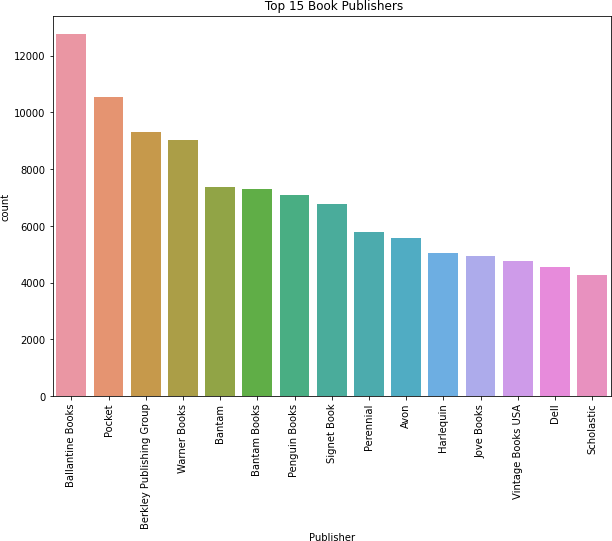 Top 15 Book Publishers
count
12000
10000
8000
6000
4000
2000
0
Ballantine Books
Pocket
Berkley Publishing Group
Warner Books
Bantam
Bantam Books
Penguin Books
Signet Book
Perennial
Avon
Harlequin
Jove Books
Vintage Books USA
Dell
Scholastic
Publisher